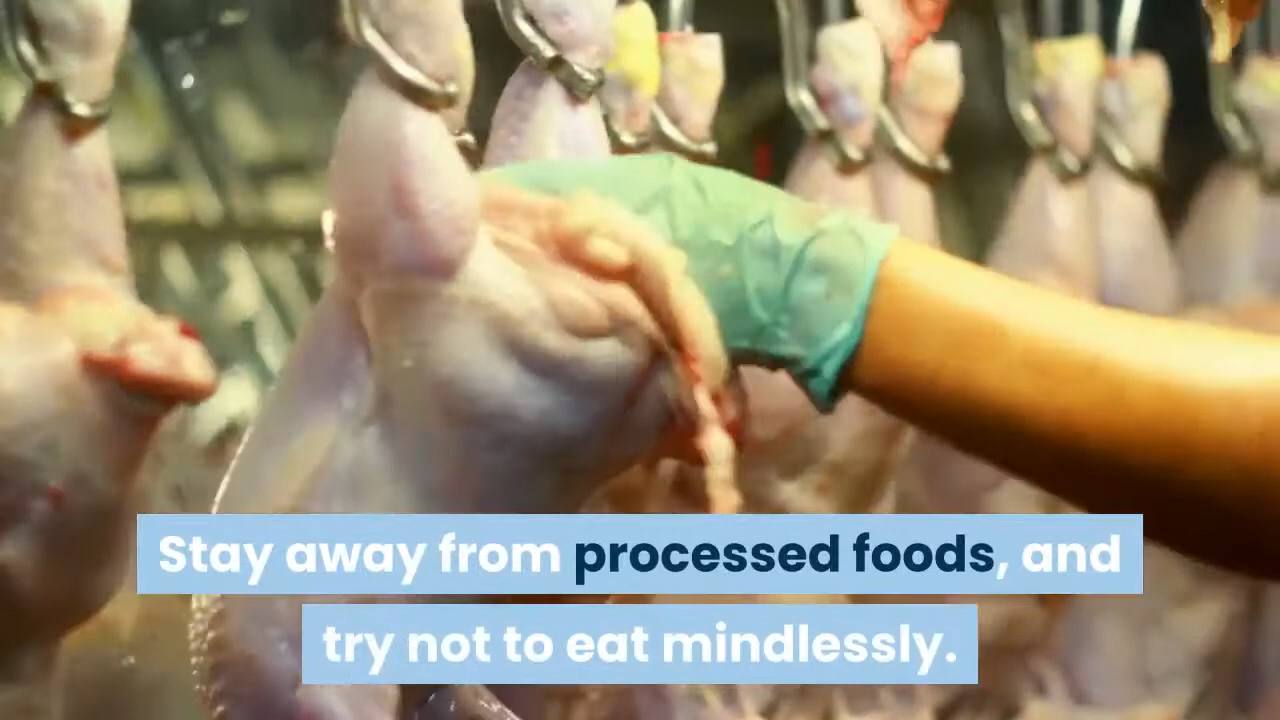 Stay away from processed foods, and
try not to eat mindlessly.